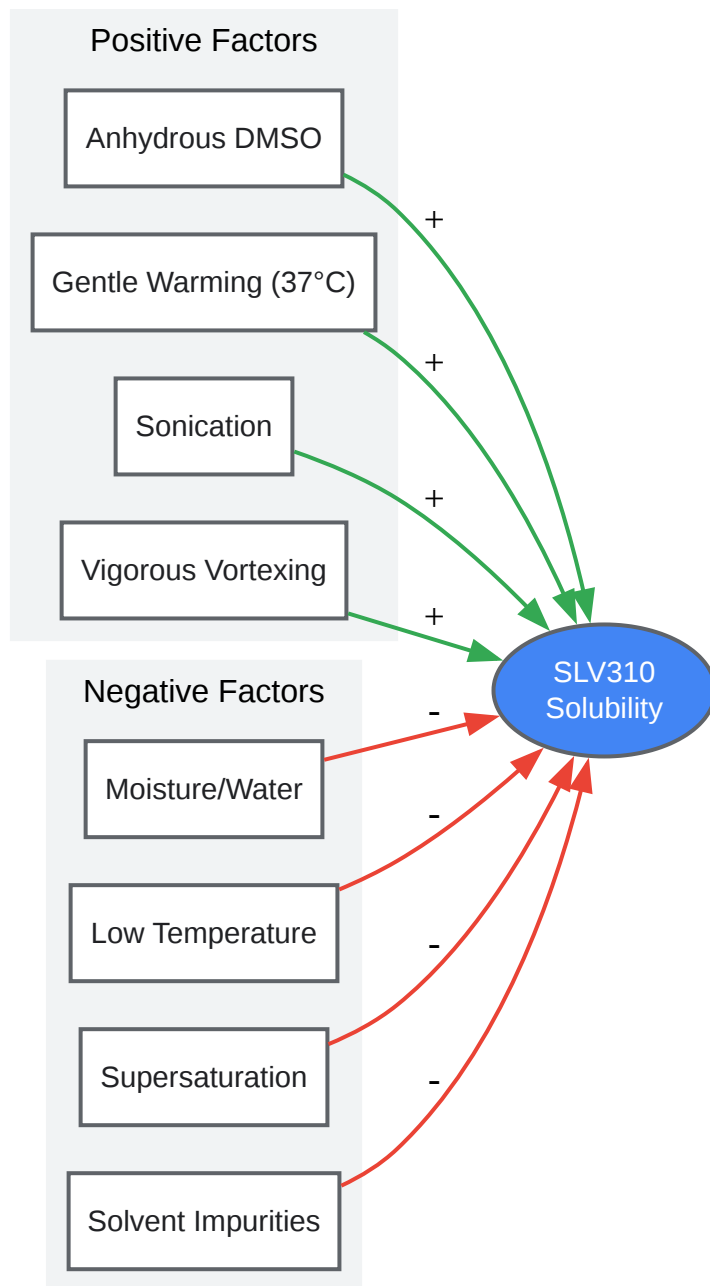 Positive Factors
Anhydrous DMSO
+
Gentle Warming (37°C)
+
Sonication
+
Vigorous Vortexing
+
SLV310
Solubility
Negative Factors
-
Moisture/Water
-
Low Temperature
-
Supersaturation
-
Solvent Impurities